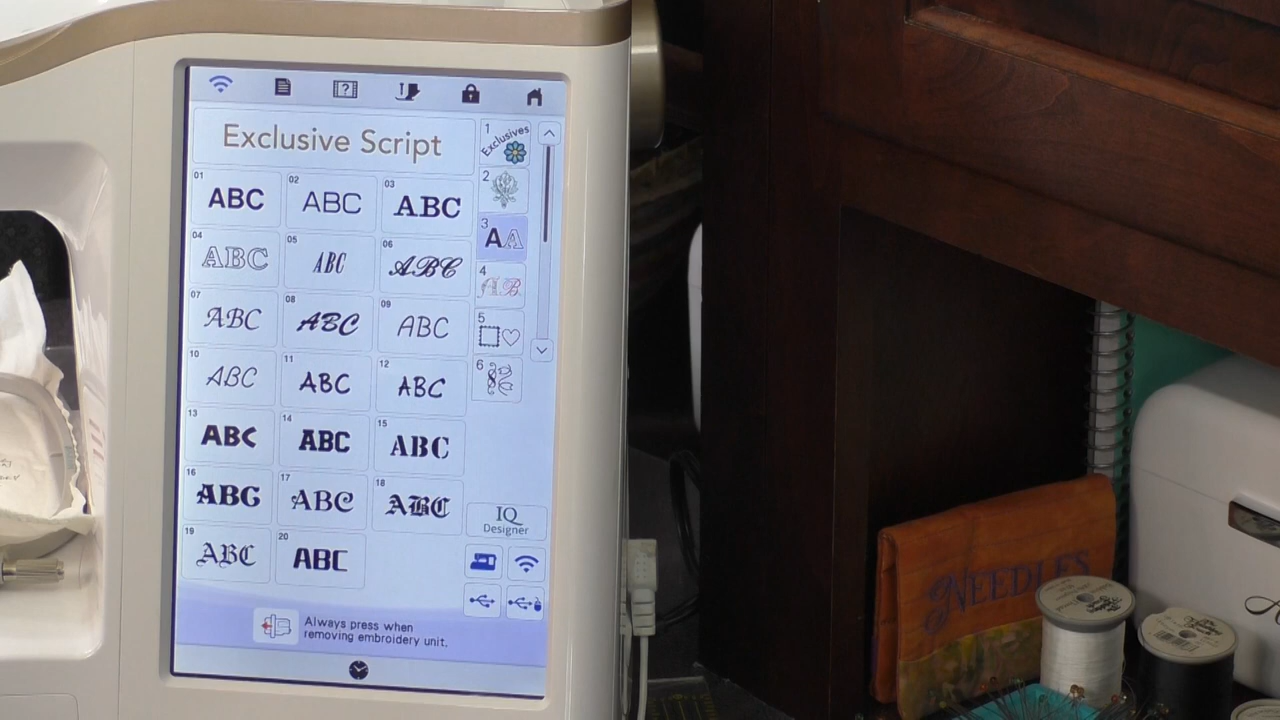 Exclusive Script
1 Exclusives
2
3 AA
4 AB
5
6
01 ABC
02 ABC
03 ABC
04 ABC
05 ABC
06 ABC
07 ABC
08 ABC
09 ABC
10 ABC
11 ABC
12 ABC
13 ABC
14 ABC
15 ABC
16 ABC
17 ABC
18 ABC
19 ABC
20 ABC
IQ
Designer
Always press when
removing embroidery unit.
NEEDLES